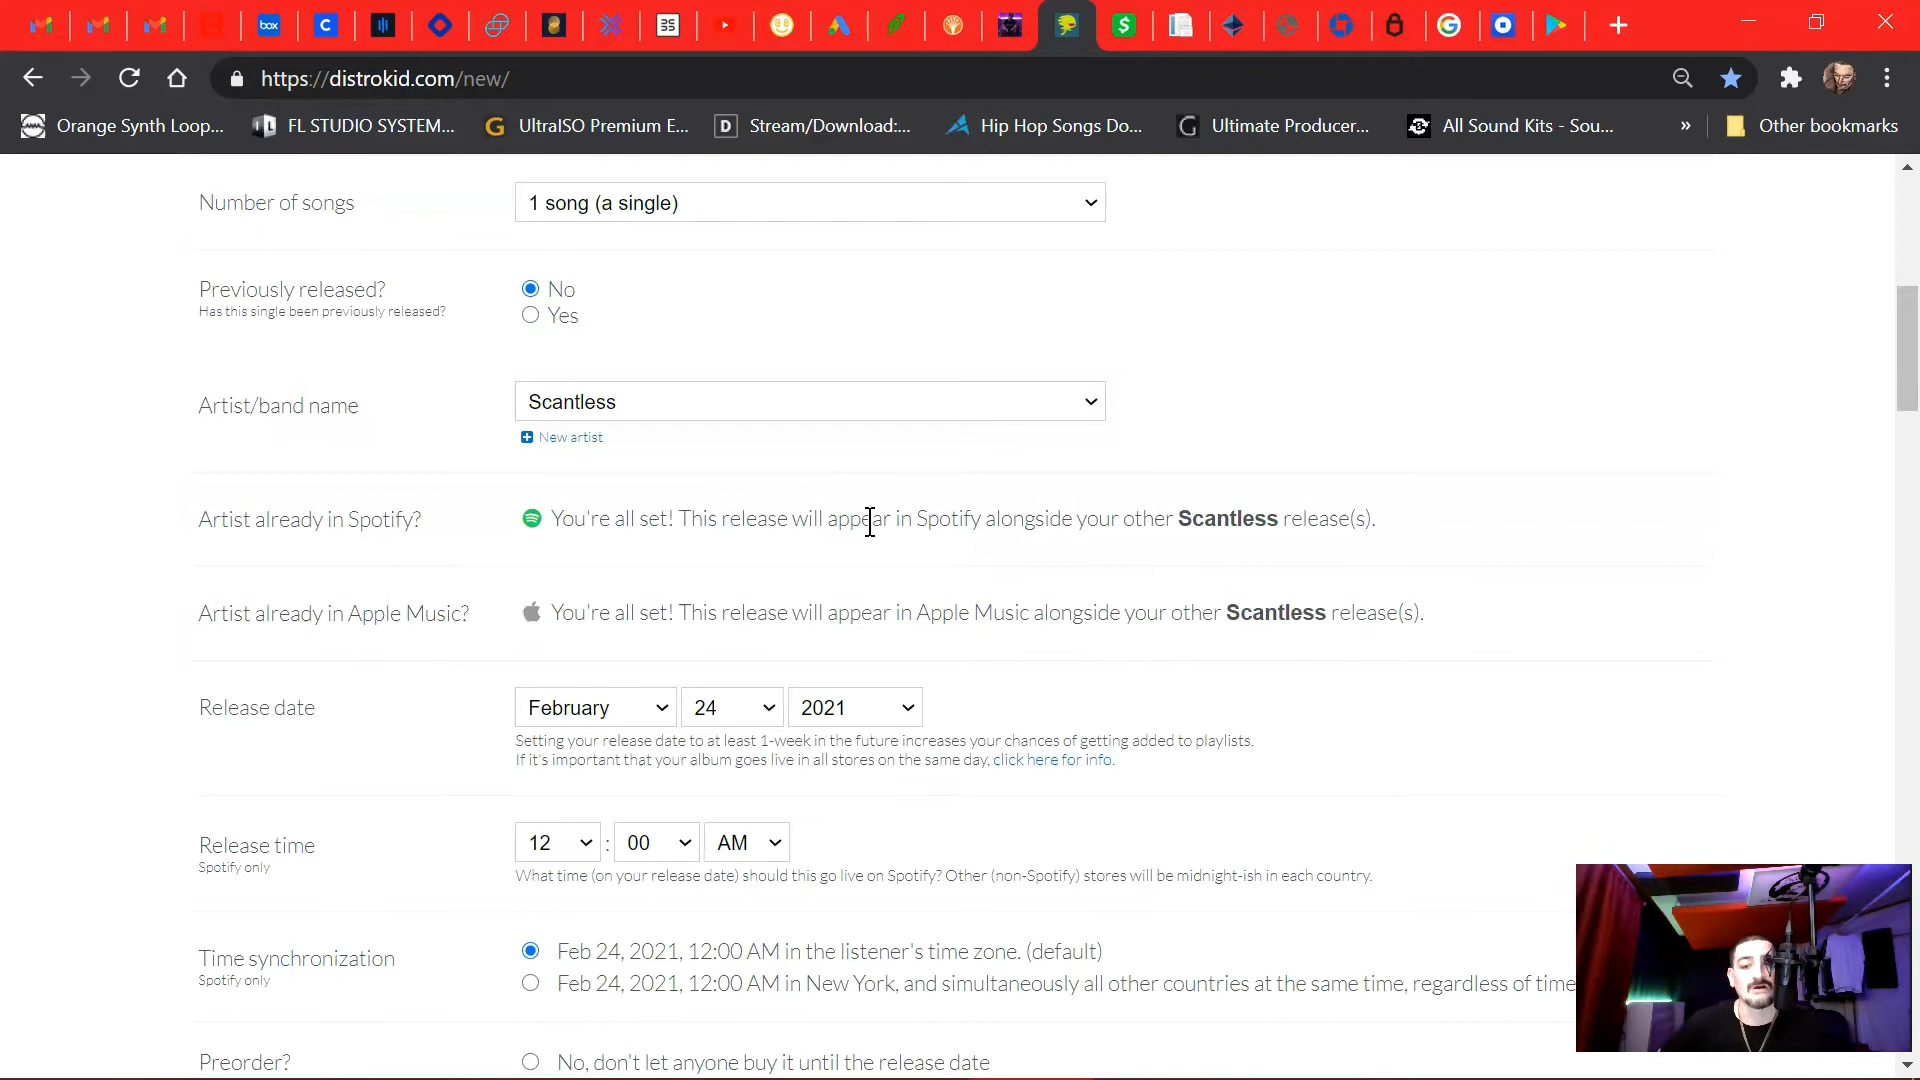 box
C
35
$
G
https://distrokid.com/new/
Orange Synth Loop...
FL STUDIO SYSTEM...
G UltraISO Premium E...
D Stream/Download:...
Hip Hop Songs Do...
Ultimate Producer...
All Sound Kits - Sou...
»
Other bookmarks
Number of songs
1 song (a single)
Previously released?
Has this single been previously released?
No
Yes
Artist/band name
Scantless
New artist
Artist already in Spotify?
You're all set! This release will appear in Spotify alongside your other Scantless release(s).
Artist already in Apple Music?
You're all set! This release will appear in Apple Music alongside your other Scantless release(s).
Release date
February 24 2021
Setting your release date to at least 1-week in the future increases your chances of getting added to playlists.
If it's important that your album goes live in all stores on the same day, click here for info.
Release time
Spotify only
12 : 00 AM
What time (on your release date) should this go live on Spotify? Other (non-Spotify) stores will be midnight-ish in each country.
Time synchronization
Spotify only
Feb 24, 2021, 12:00 AM in the listener's time zone. (default)
Feb 24, 2021, 12:00 AM in New York, and simultaneously all other countries at the same time, regardless of time
Preorder?
No, don't let anyone buy it until the release date